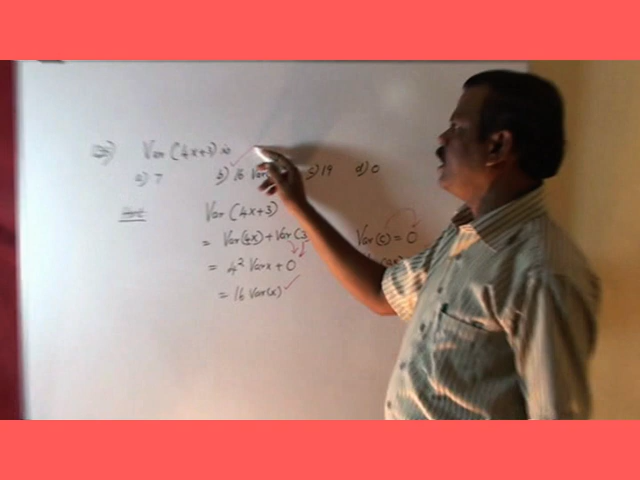 Var (4x+3) is
a) 7 b) 16 Var c) 19 d) 0
Var (4x+3)
= Var(4x) + Var(3 Var(c) = 0
= 4² Var x + 0
= 16 Var(x)